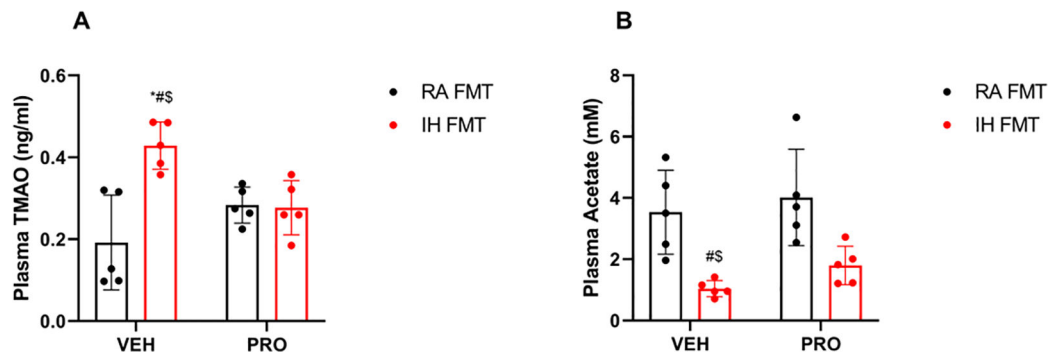 A
Plasma TMAO (ng/ml)
0.6
0.4
0.2
0.0
*#$
VEH
PRO
RA FMT
IH FMT
B
Plasma Acetate (mM)
8
6
4
2
0
#$
VEH
PRO
RA FMT
IH FMT